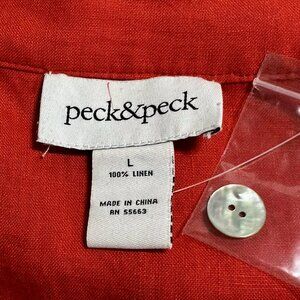 peck&peck
L
100% LINEN
MADE IN CHINA
RN 55663